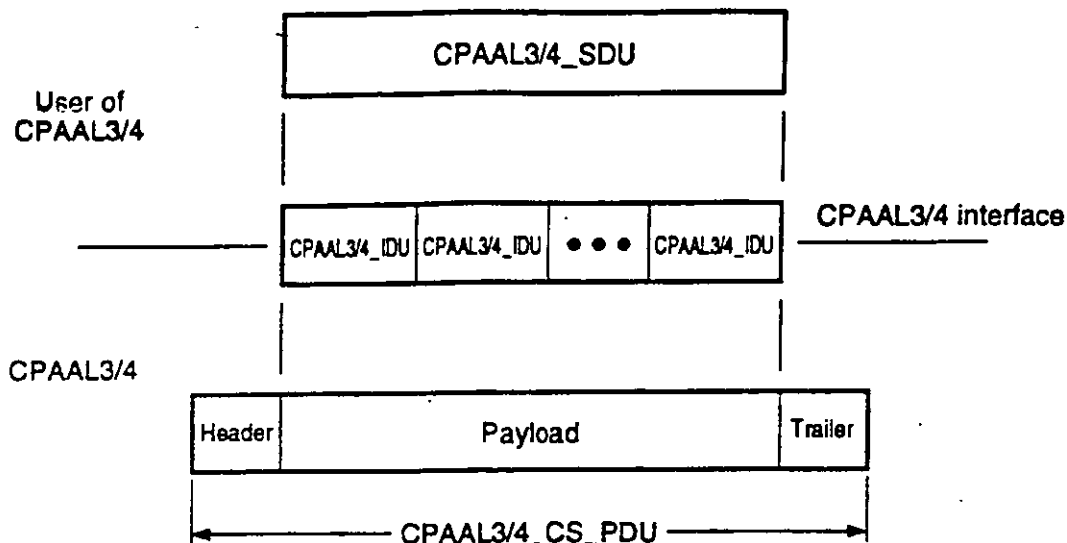 CPAAL3/4_SDU
User of
CPAAL3/4
CPAAL3/4 interface
CPAAL3/4_IDU CPAAL3/4_IDU ••• CPAAL3/4_IDU
CPAAL3/4
Header Payload Trailer
CPAAL3/4_CS_PDU